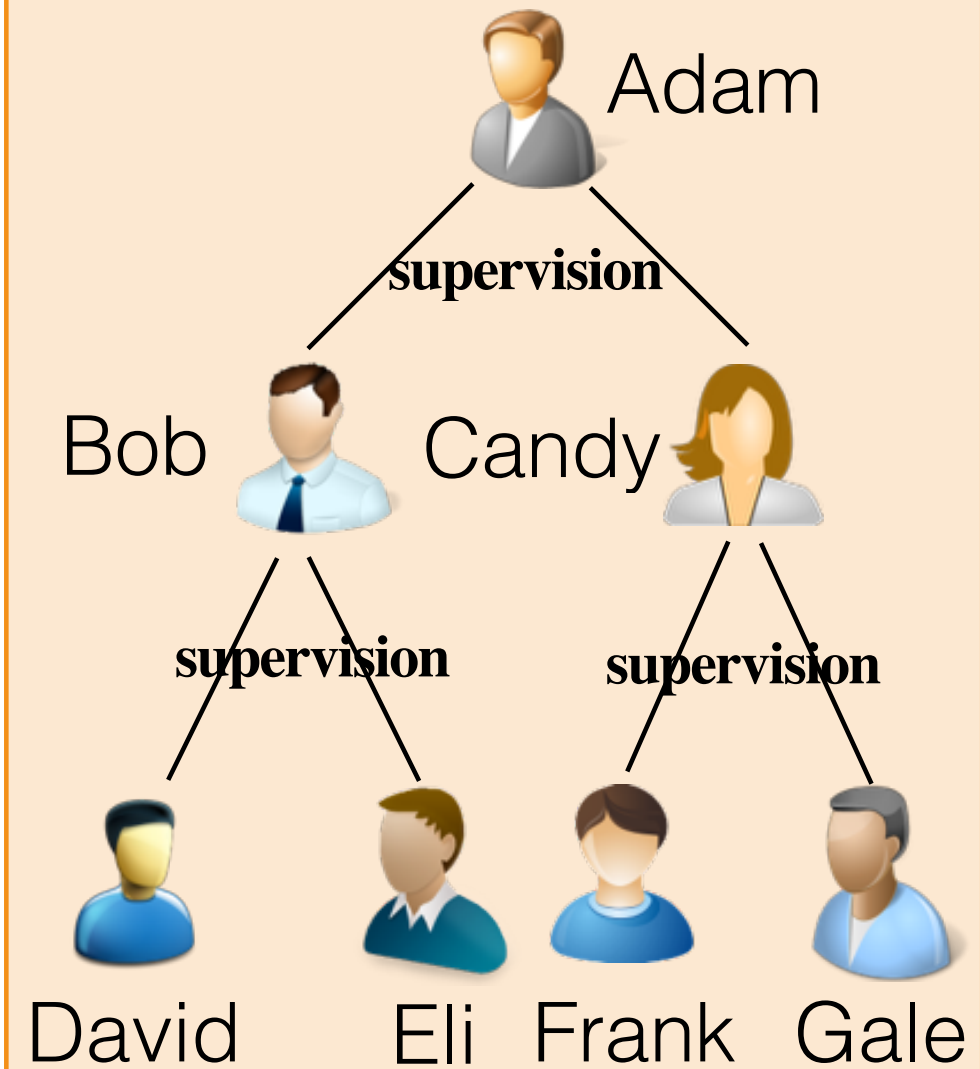 Adam
supervision
Bob
Candy
supervision
supervision
David
Eli
Frank
Gale